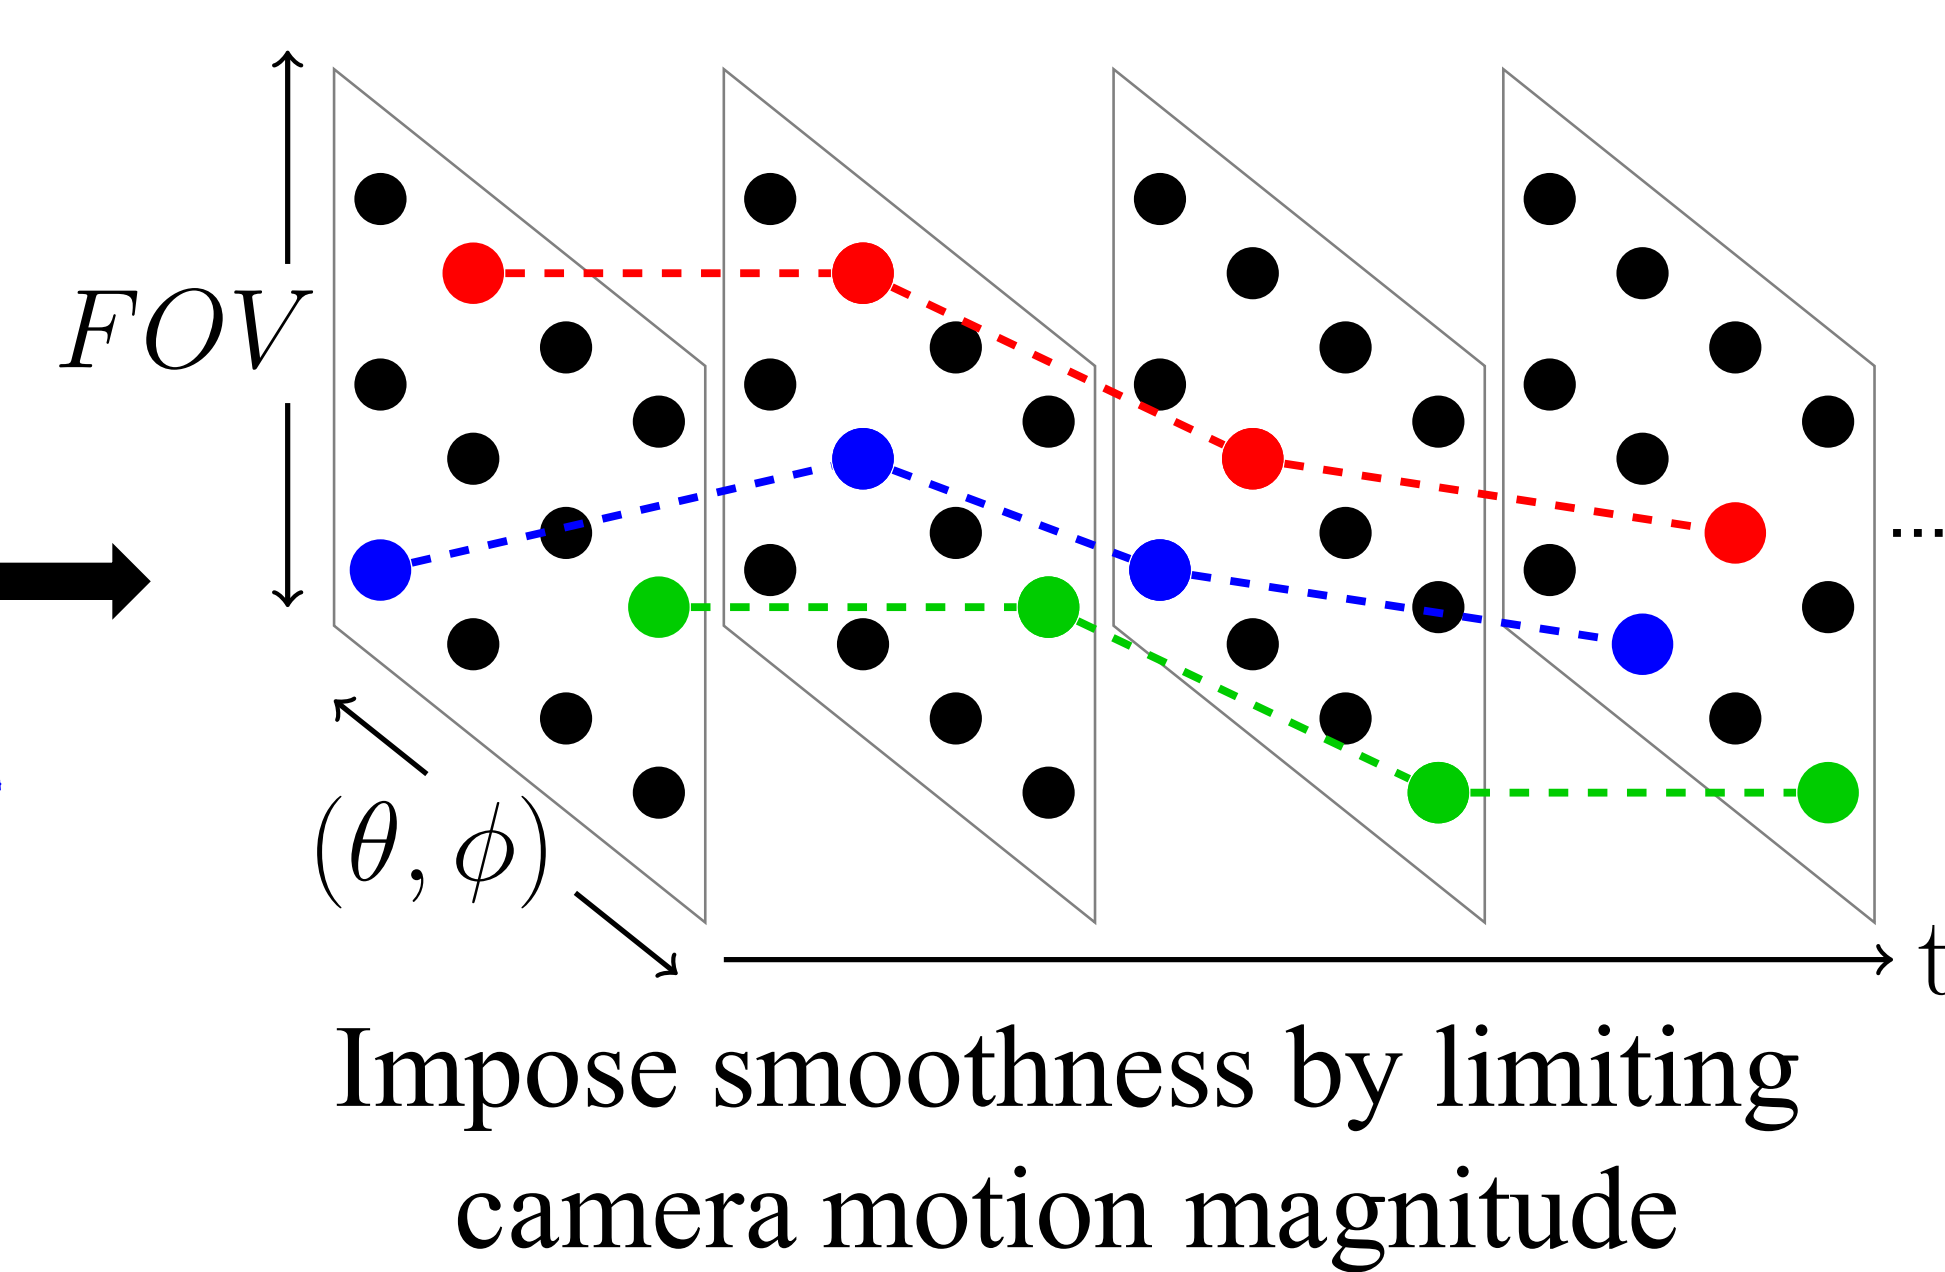 FOV
...
(θ, ϕ)
t
Impose smoothness by limiting
camera motion magnitude